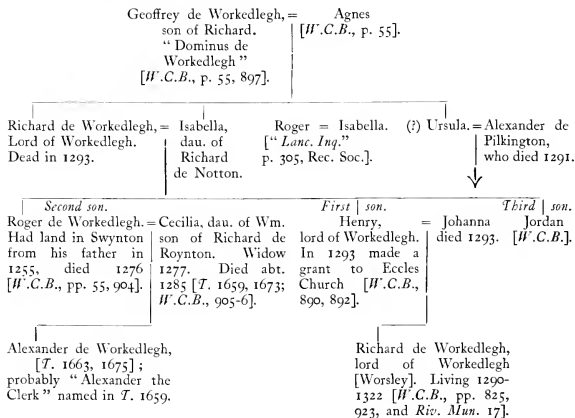 Geoffrey de Workedlegh, = Agnes
son of Richard. [W.C.B., p. 55].
“ Dominus de
Workedlegh ”
[W.C.B., p. 55, 897].
Richard de Workedlegh, = Isabella,
Lord of Workedlegh. dau. of
Dead in 1293. Richard
de Notton.
Roger = Isabella.
[“ Lanc. Inq.”
p. 305, Rec. Soc.].
(?) Ursula. = Alexander de
Pilkington,
who died 1291.
Second son.
Roger de Workedlegh. = Cecilia, dau. of Wm.
Had land in Swynton son of Richard de
from his father in Roynton. Widow
1255, died 1276 1277. Died abt.
[W.C.B., pp. 55, 904]. 1285 [T. 1659, 1673;
W.C.B., 905-6].
First son.
Henry, = Johanna
lord of Workedlegh. died 1293.
In 1293 made a
grant to Eccles
Church [W.C.B.,
890, 892].
Third son.
Jordan
[W.C.B.].
Alexander de Workedlegh,
[T. 1663, 1675] ;
probably “ Alexander the
Clerk ” named in T. 1659.
Richard de Workedlegh,
lord of Workedlegh
[Worsley]. Living 1290-
1322 [W.C.B., pp. 825,
923, and Riv. Mun. 17].